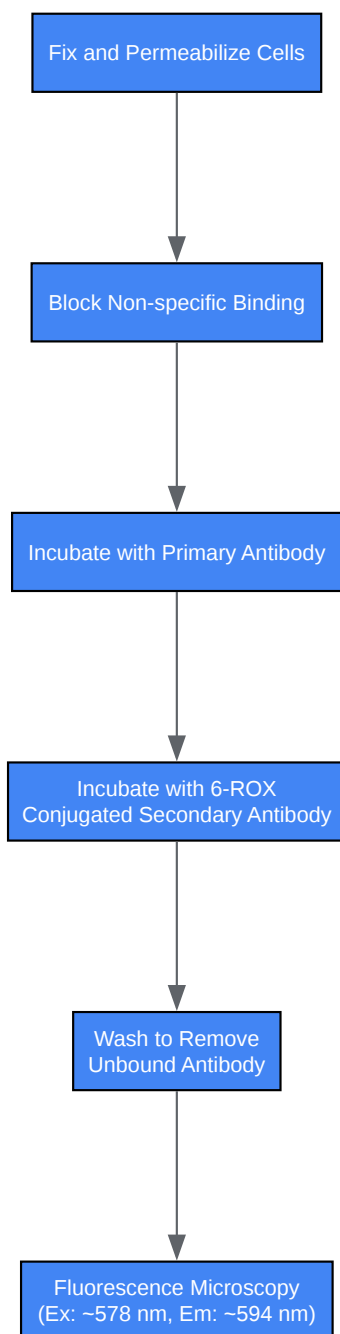 Fix and Permeabilize Cells
Block Non-specific Binding
Incubate with Primary Antibody
Incubate with 6-ROX
Conjugated Secondary Antibody
Wash to Remove
Unbound Antibody
Fluorescence Microscopy
(Ex: ~578 nm, Em: ~594 nm)